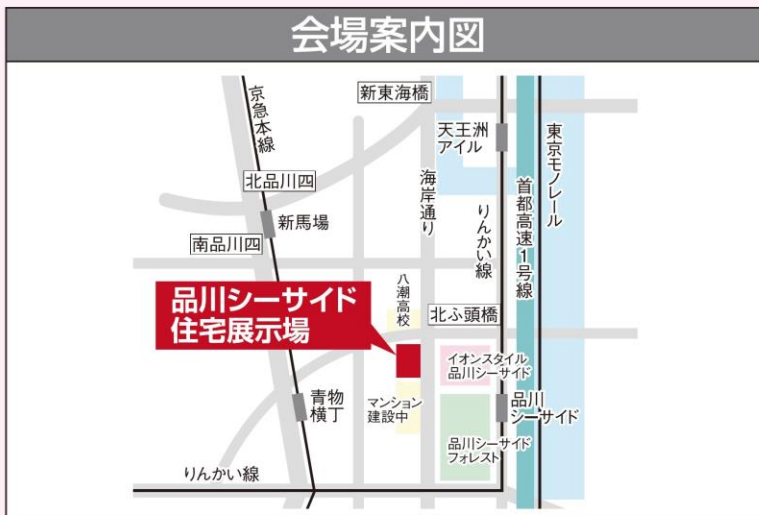 会場案内図
京急本線
新東海橋
天王洲
アイル
東京モノレール
北品川四
海岸通り
りんかい線
首都高速1号線
新馬場
南品川四
品川シーサイド
住宅展示場
八潮高校
北ふ頭橋
イオンスタイル
品川シーサイド
青物
横丁
マンション
建設中
品川
シーサイド
品川シーサイド
フォレスト
りんかい線